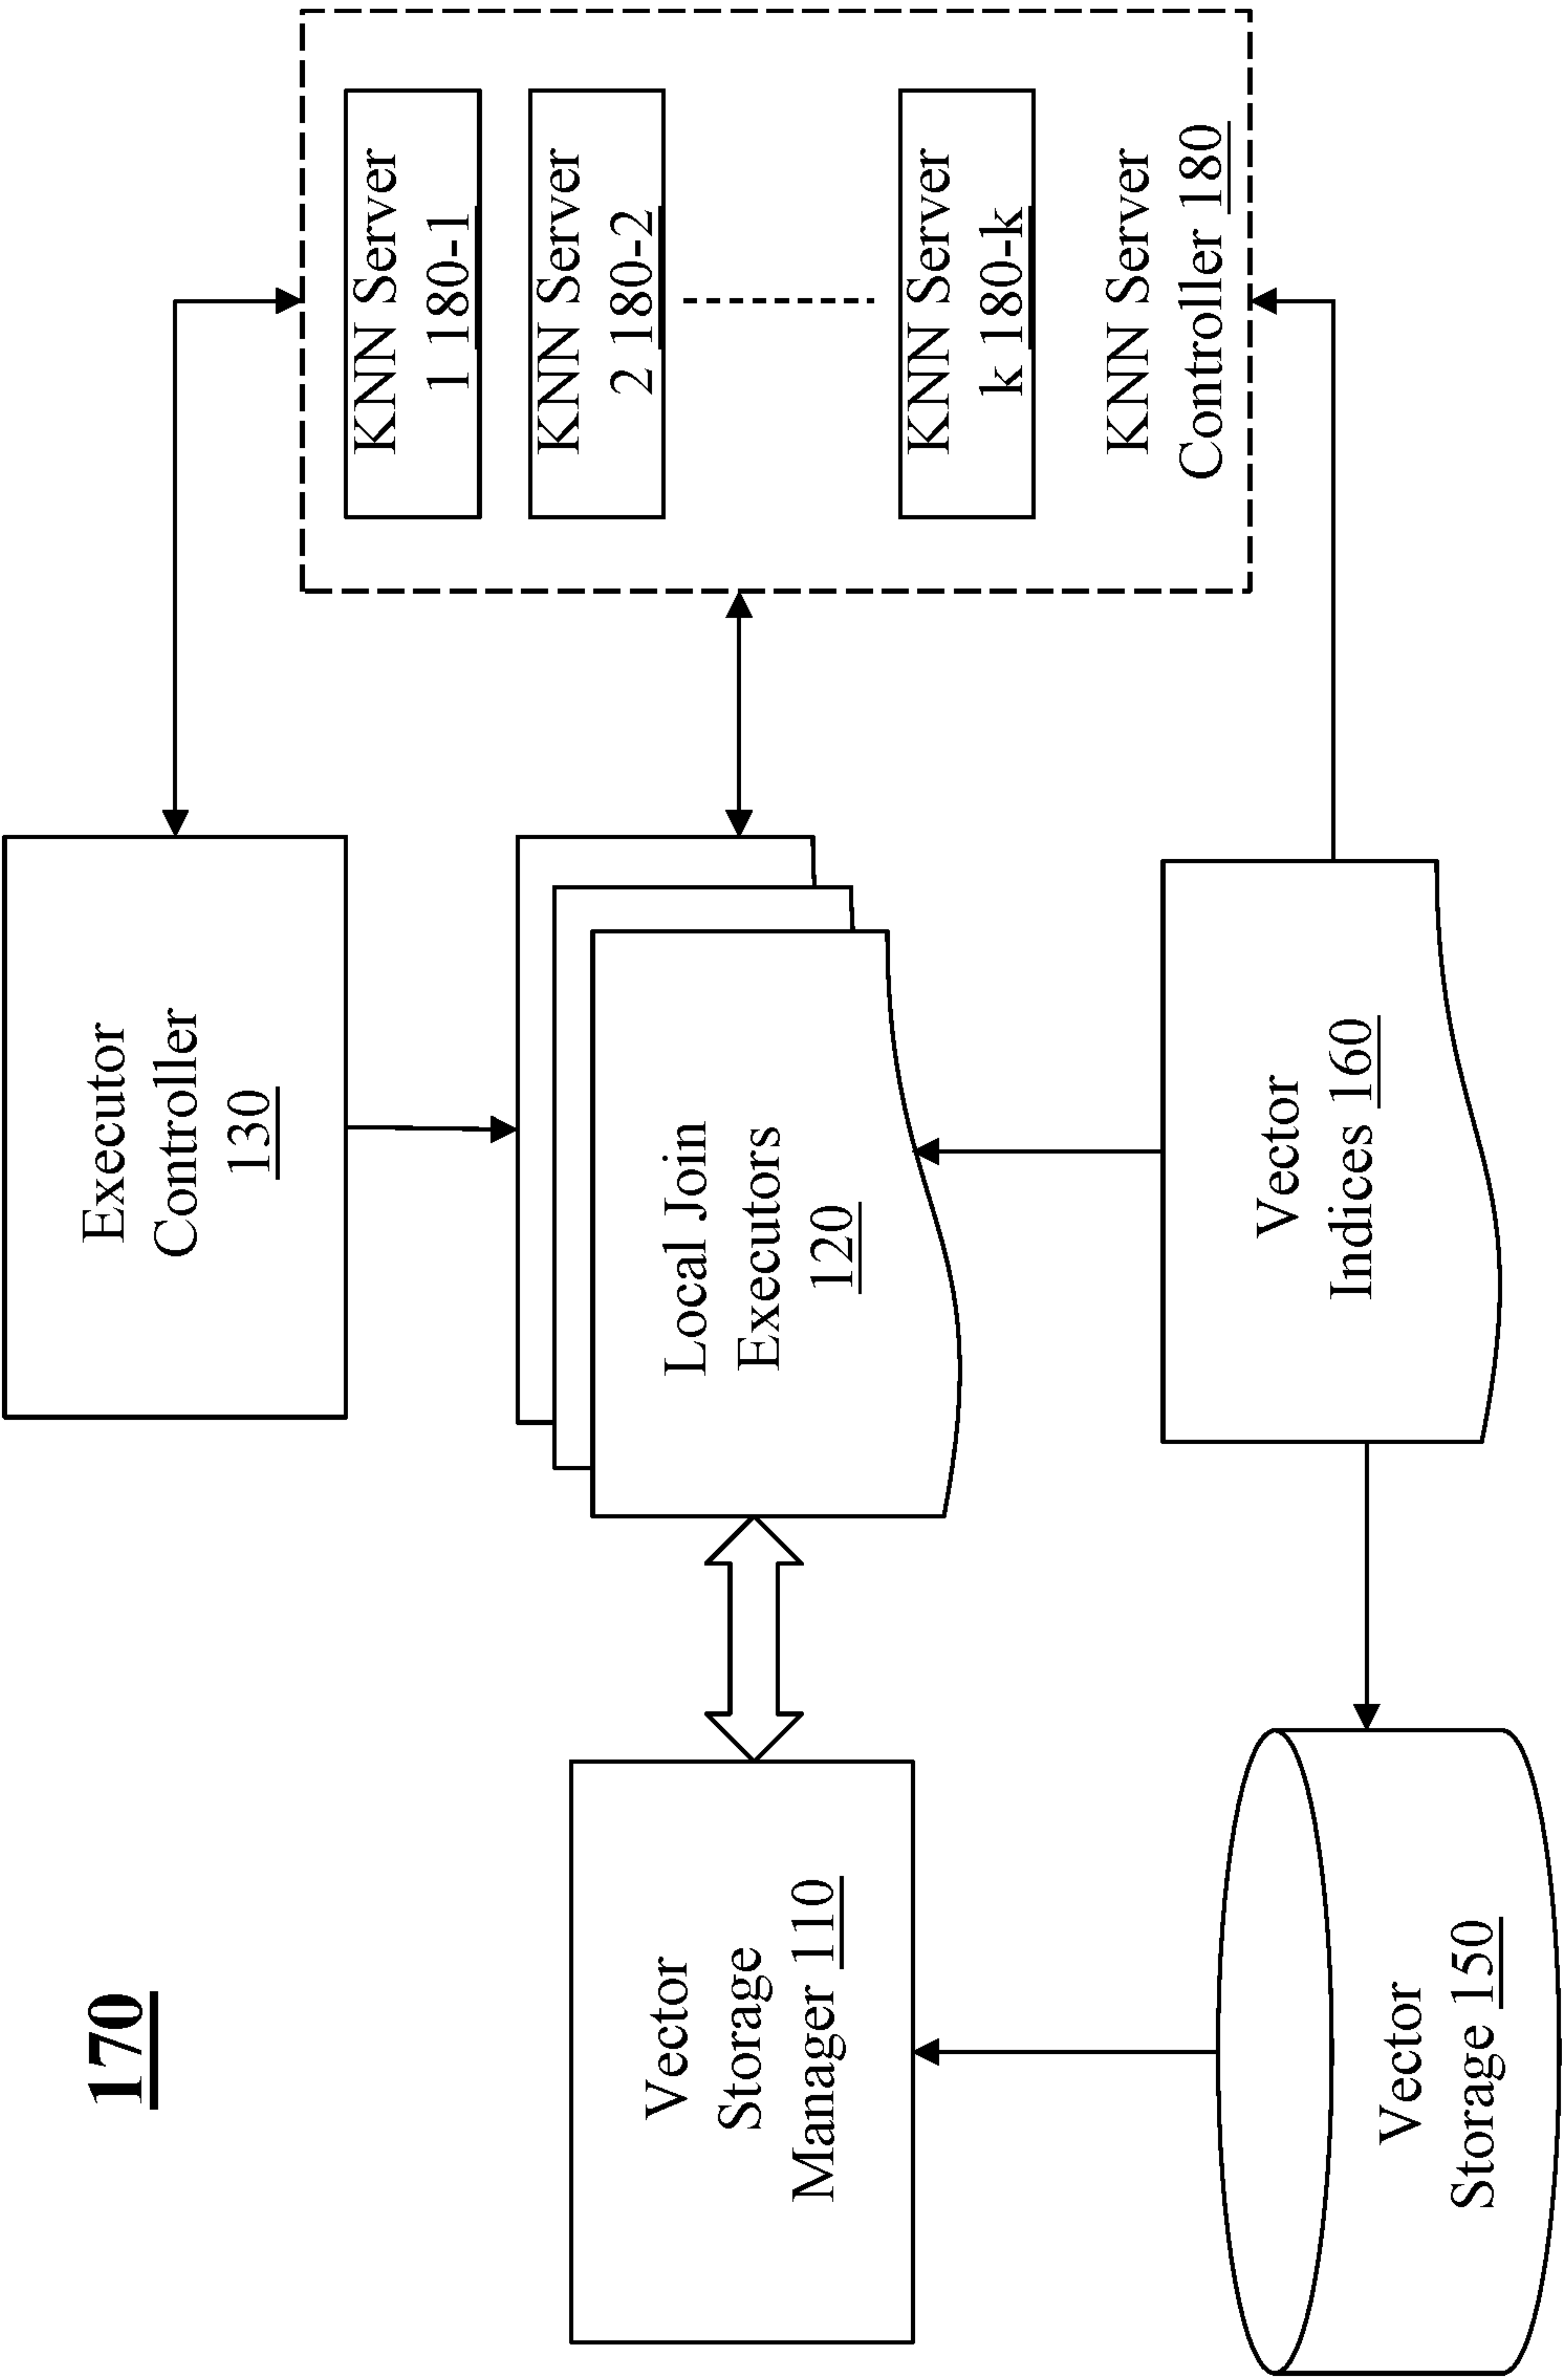 170
Executor
Controller
130
KNN Server
1 180-1
KNN Server
2 180-2
KNN Server
k 180-k
KNN Server
Controller 180
Vector
Storage
Manager 110
Local Join
Executors
120
Vector
Storage 150
Vector
Indices 160